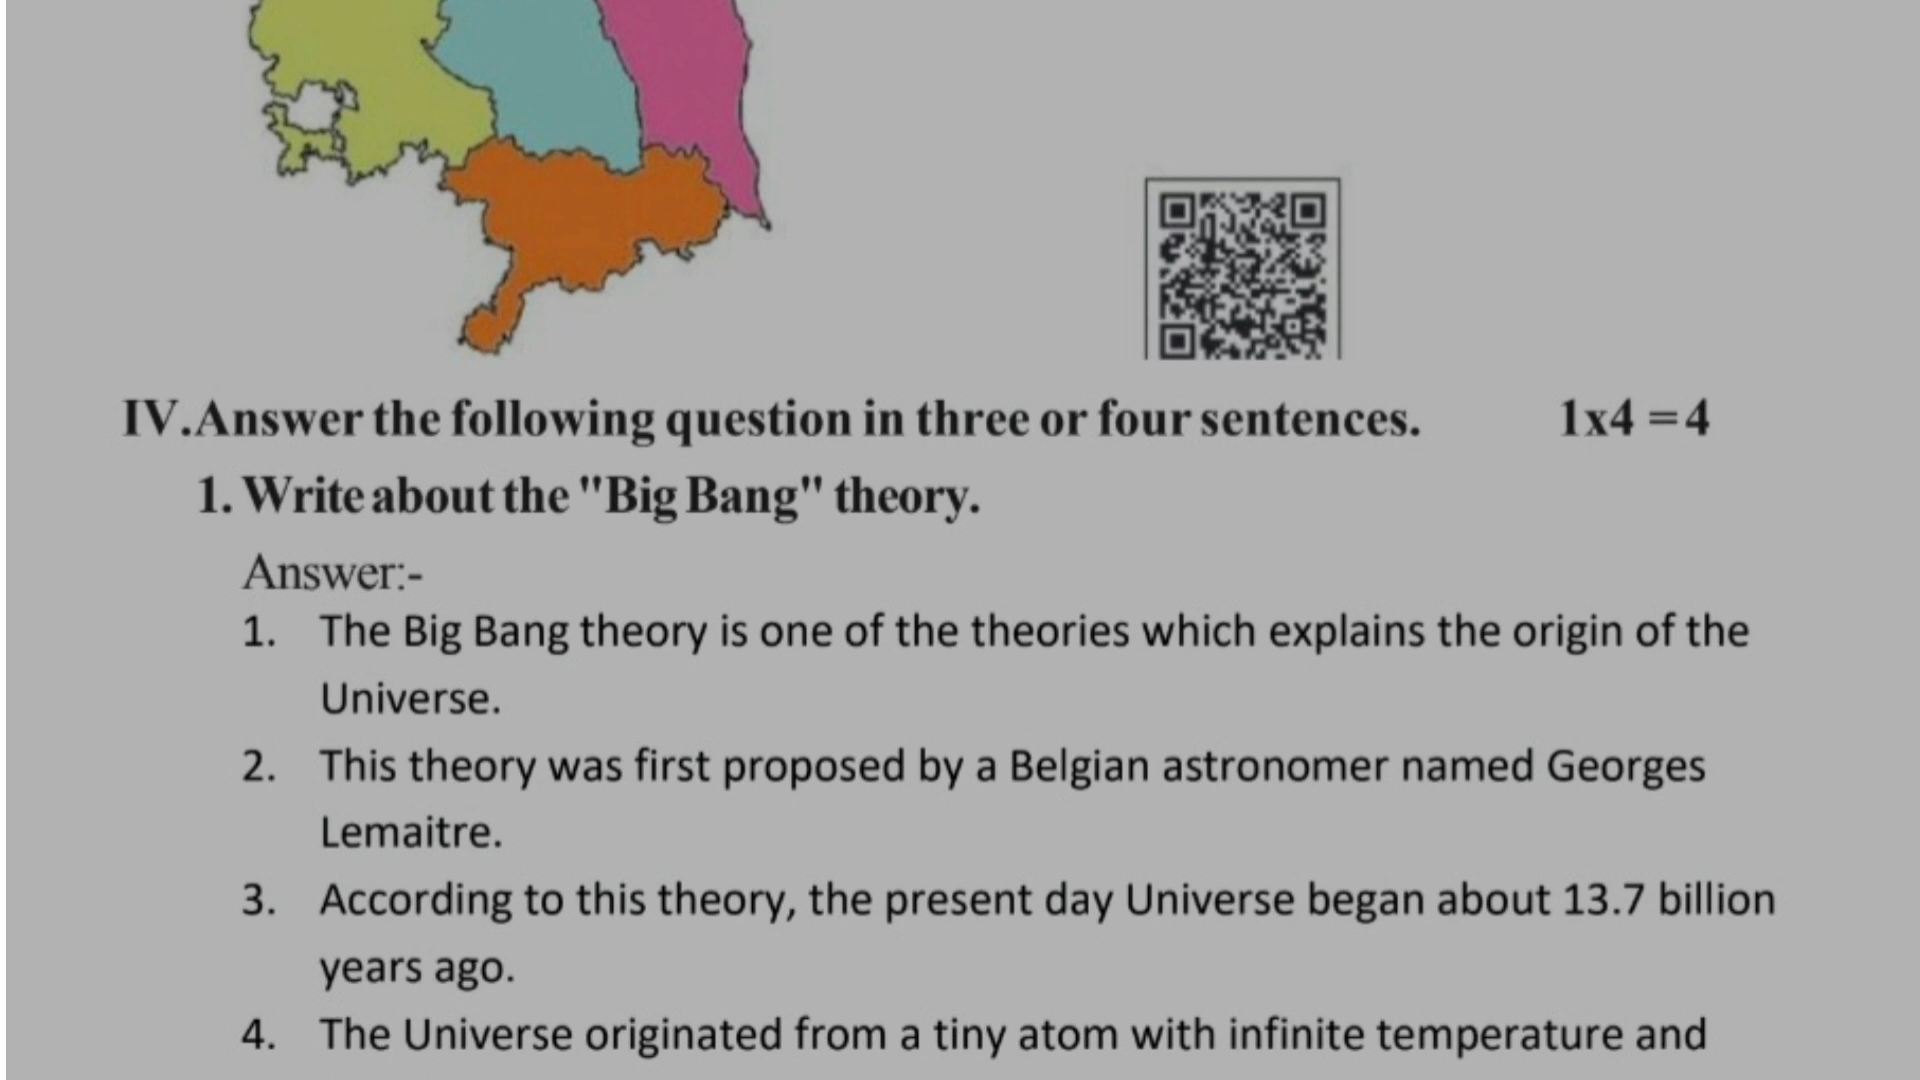 IV.Answer the following question in three or four sentences. 1x4 = 4
1. Write about the "Big Bang" theory.
Answer:-
1. The Big Bang theory is one of the theories which explains the origin of the
Universe.
2. This theory was first proposed by a Belgian astronomer named Georges
Lemaitre.
3. According to this theory, the present day Universe began about 13.7 billion
years ago.
4. The Universe originated from a tiny atom with infinite temperature and